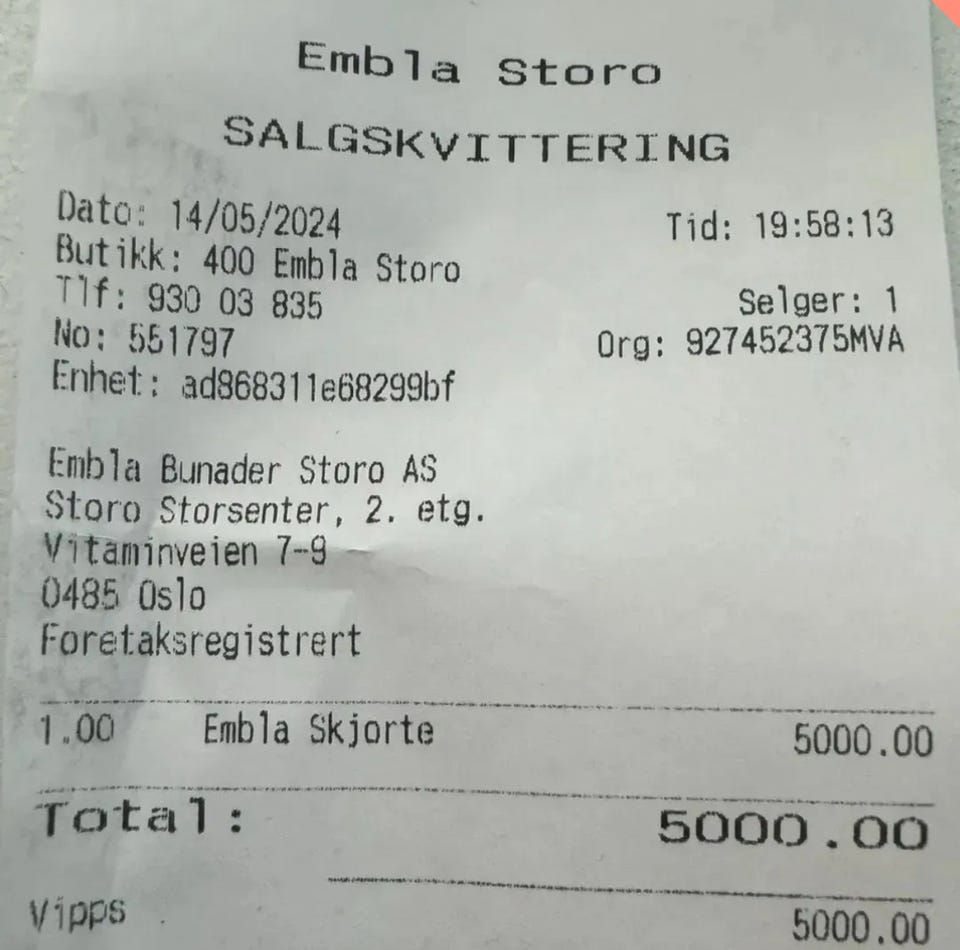 Embla Storo
SALGSKVITTERING
Dato: 14/05/2024 Tid: 19:58:13
Butikk: 400 Embla Storo
Tlf: 930 03 835 Selger: 1
No: 551797 Org: 927452375MVA
Enhet: ad868311e68299bf
Embla Bunader Storo AS
Storo Storsenter, 2. etg.
Vitaminveien 7-9
0485 Oslo
Foretaksregistrert
1.00 Embla Skjorte 5000.00
Total: 5000.00
Vipps 5000.00